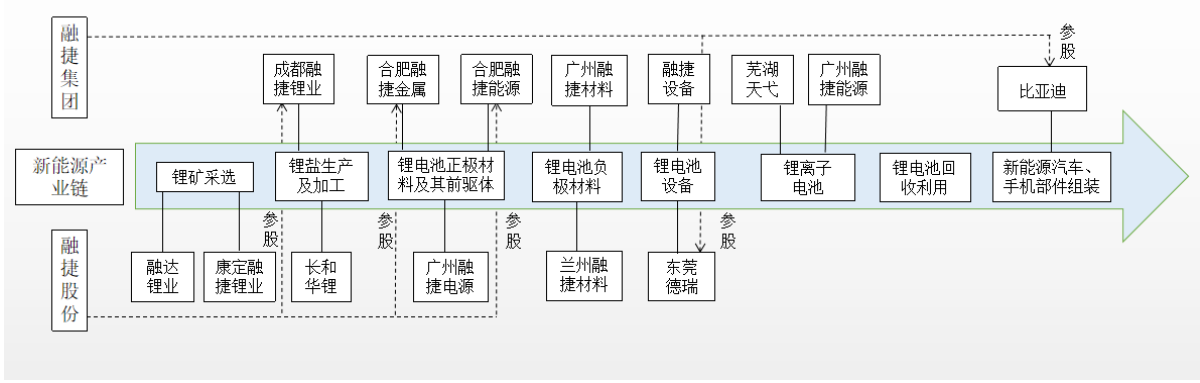 融
捷
集
团
参
股
成都融
捷锂业
合肥融
捷金属
合肥融
捷能源
广州融
捷材料
融捷
设备
芜湖
天弋
广州融
捷能源
比亚迪
新能源产
业链
锂矿采选
锂盐生产
及加工
锂电池正极材
料及其前驱体
锂电池负
极材料
锂电池
设备
锂离子
电池
锂电池回
收利用
新能源汽车、
手机部件组装
参
股
参
股
参
股
参
股
融
捷
股
份
融达
锂业
康定融
捷锂业
长和
华锂
广州融
捷电源
兰州融
捷材料
东莞
德瑞